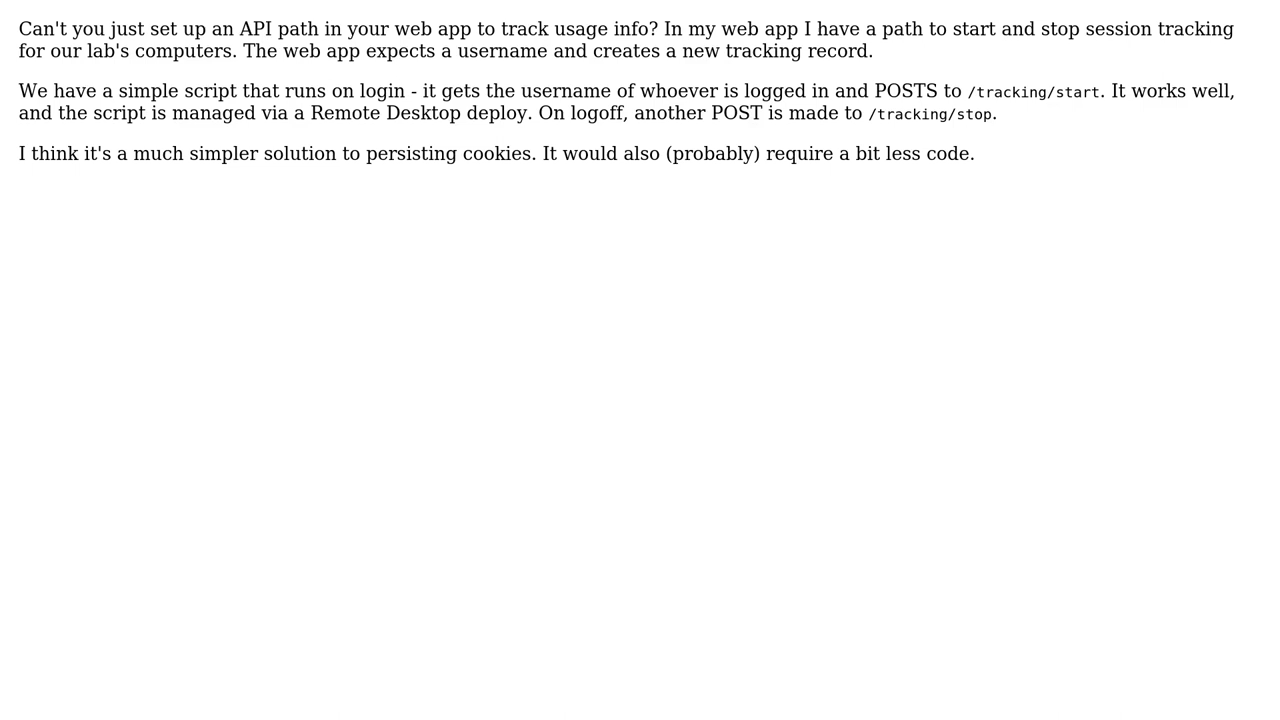 Can't you just set up an API path in your web app to track usage info? In my web app I have a path to start and stop session tracking
for our lab's computers. The web app expects a username and creates a new tracking record.
We have a simple script that runs on login - it gets the username of whoever is logged in and POSTS to /tracking/start. It works well,
and the script is managed via a Remote Desktop deploy. On logoff, another POST is made to /tracking/stop.
I think it's a much simpler solution to persisting cookies. It would also (probably) require a bit less code.